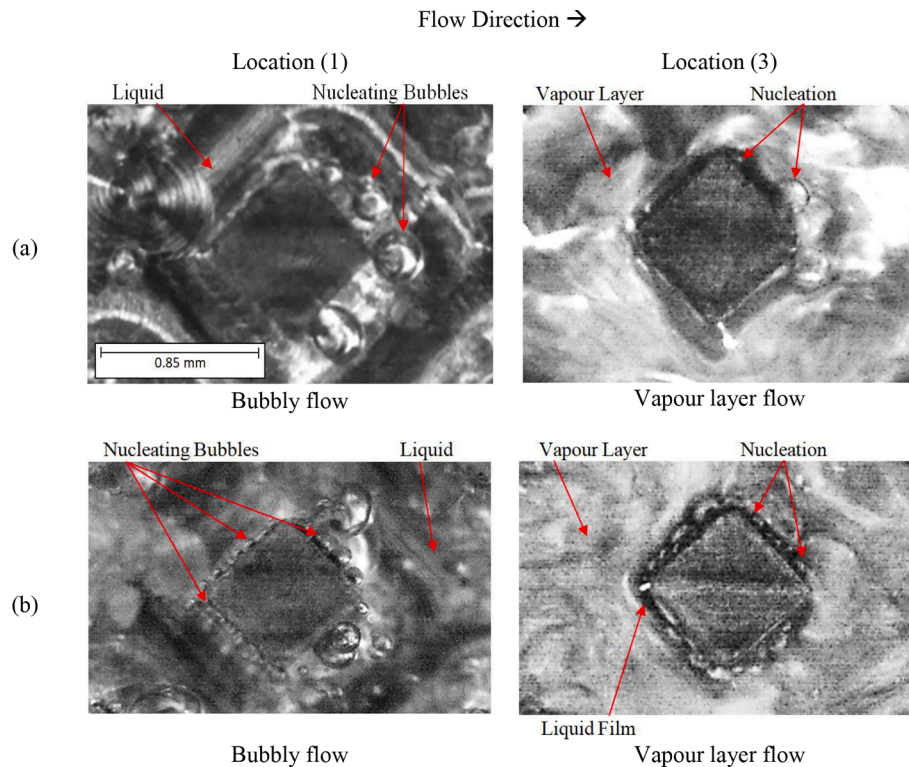 Flow Direction →
Location (1)
Location (3)
Liquid
Nucleating Bubbles
Vapour Layer
Nucleation
(a)
0.85 mm
Bubbly flow
Vapour layer flow
Nucleating Bubbles
Liquid
Vapour Layer
Nucleation
(b)
Liquid Film
Bubbly flow
Vapour layer flow